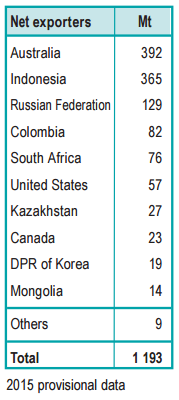 Net exporters Mt
Australia 392
Indonesia 365
Russian Federation 129
Colombia 82
South Africa 76
United States 57
Kazakhstan 27
Canada 23
DPR of Korea 19
Mongolia 14
Others 9
Total 1 193
2015 provisional data